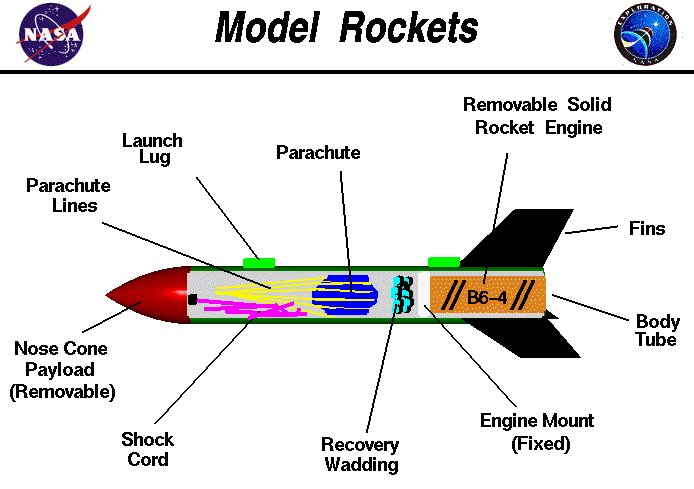 NASA
Model Rockets
EXPLORATION
NASA
Removable Solid
Rocket Engine
Launch
Lug
Parachute
Parachute
Lines
Fins
B6-4
Body
Tube
Nose Cone
Payload
(Removable)
Engine Mount
(Fixed)
Shock
Cord
Recovery
Wadding